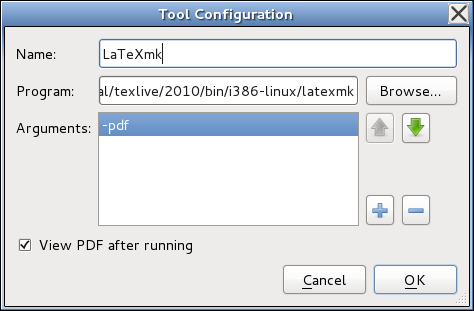 Tool Configuration
Name: LaTeXmk
Program: al/texlive/2010/bin/i386-linux/latexmk Browse...
Arguments: -pdf
View PDF after running
Cancel OK